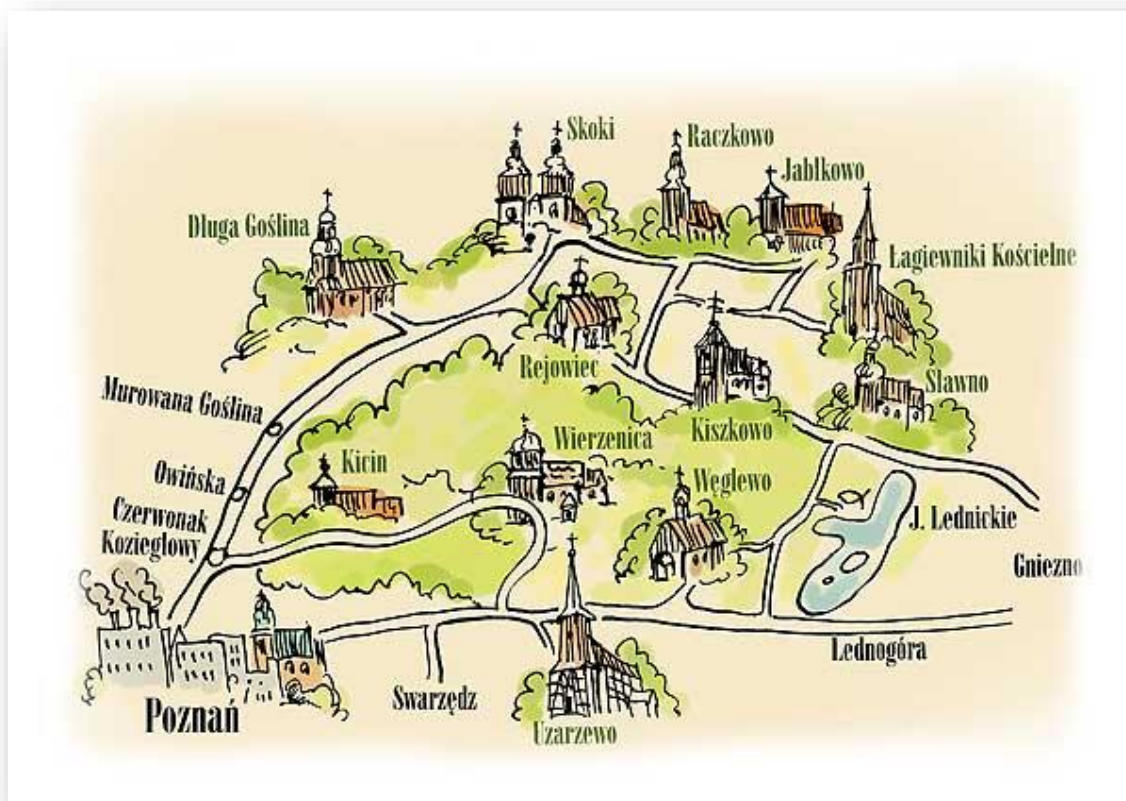 Skoki
Raczkowo
Jabłkowo
Długa Goślina
Łagiewniki Kościelne
Rejowiec
Sławno
Murowana Goślina
Kiszkowo
Wierzenica
Kicin
Owińska
Węglewo
Czerwonak
Koziegłowy
J. Lednickie
Gniezno
Lednogóra
Swarzędz
Poznań
Uzarzewo